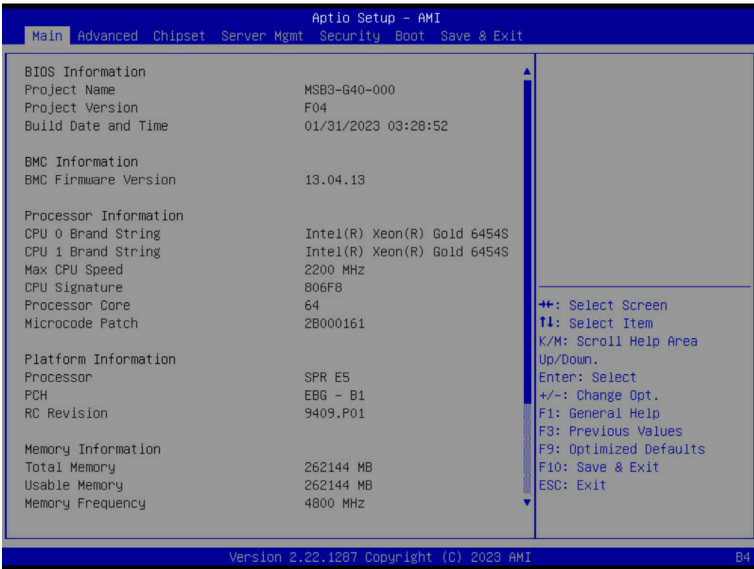 Aptio Setup – AMI
Main Advanced Chipset Server Mgmt Security Boot Save & Exit
BIOS Information
Project Name MSB3-G40-000
Project Version F04
Build Date and Time 01/31/2023 03:28:52
BMC Information
BMC Firmware Version 13.04.13
Processor Information
CPU 0 Brand String Intel(R) Xeon(R) Gold 6454S
CPU 1 Brand String Intel(R) Xeon(R) Gold 6454S
Max CPU Speed 2200 MHz
CPU Signature 806F8
Processor Core 64
Microcode Patch 2B000161
Platform Information
Processor SPR E5
PCH EBG - B1
RC Revision 9409.P01
Memory Information
Total Memory 262144 MB
Usable Memory 262144 MB
Memory Frequency 4800 MHz
→←: Select Screen
↑↓: Select Item
K/M: Scroll Help Area
Up/Down.
Enter: Select
+/-: Change Opt.
F1: General Help
F3: Previous Values
F9: Optimized Defaults
F10: Save & Exit
ESC: Exit
Version 2.22.1287 Copyright (C) 2023 AMI
B4